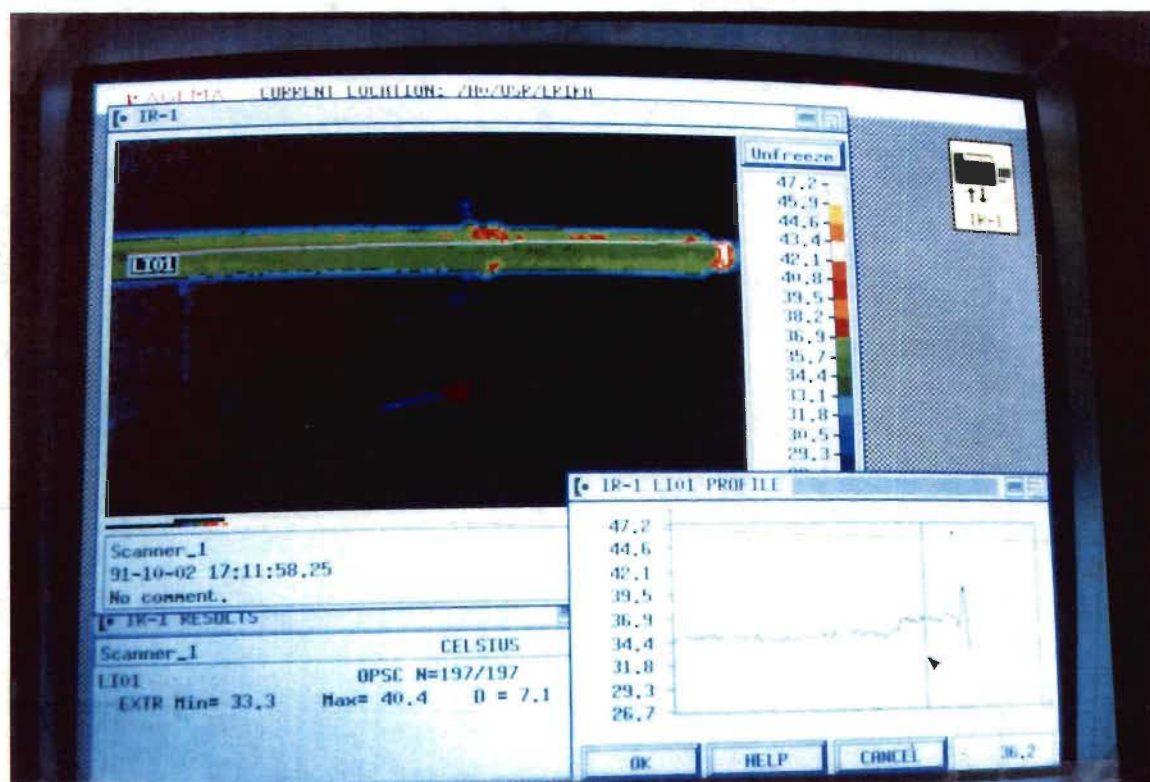 AGEMA CURRENT LOCATION:
IR-1
Unfreeze
47.2
45.9
44.6
43.4
42.1
40.8
39.5
38.2
36.9
35.7
34.4
33.1
31.8
30.5
29.3
IR-1
LI01
Scanner_1
91-10-02 17:11:58.25
No comment.
IR-1 RESULTS
Scanner_1 CELSIUS
LI01 OPSC N=197/197
EXTR Min= 33.3 Max= 40.4 D = 7.1
IR-1 LI01 PROFILE
47.2
44.6
42.1
39.5
36.9
34.4
31.8
29.3
26.7
OK HELP CANCEL 36.2